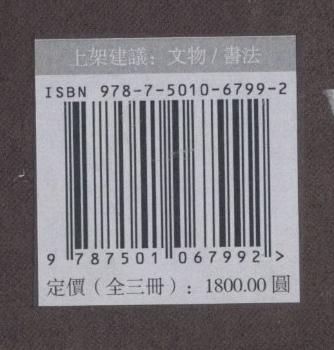 上架建議：文物 / 書法
ISBN 978-7-5010-6799-2
9 787501 067992 >
定價（全三冊）：1800.00 圓